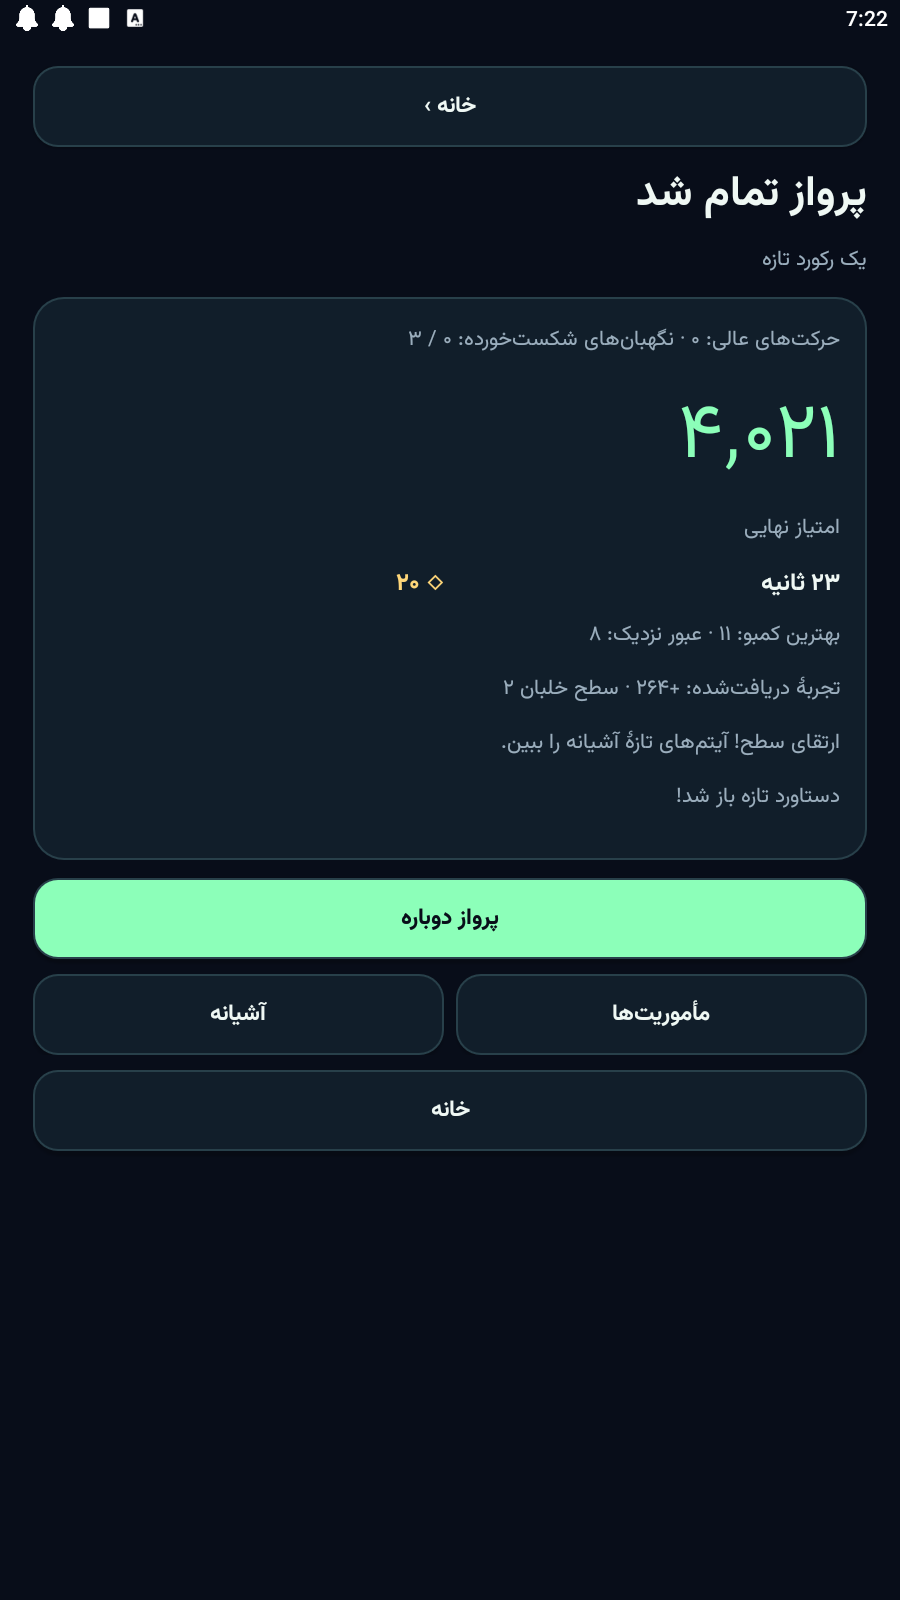 7:22
خانه ›
پرواز تمام شد
یک رکورد تازه
حرکت‌های عالی: ۰ · نگهبان‌های شکست‌خورده: ۰ / ۳
۴,۰۲۱
امتیاز نهایی
۲۳ ثانیه
◇ ۲۰
بهترین کمبو: ۱۱ · عبور نزدیک: ۸
تجربهٔ دریافت‌شده: +۲۶۴ · سطح خلبان ۲
ارتقای سطح! آیتم‌های تازهٔ آشیانه را ببین.
دستاورد تازه باز شد!
پرواز دوباره
مأموریت‌ها
آشیانه
خانه